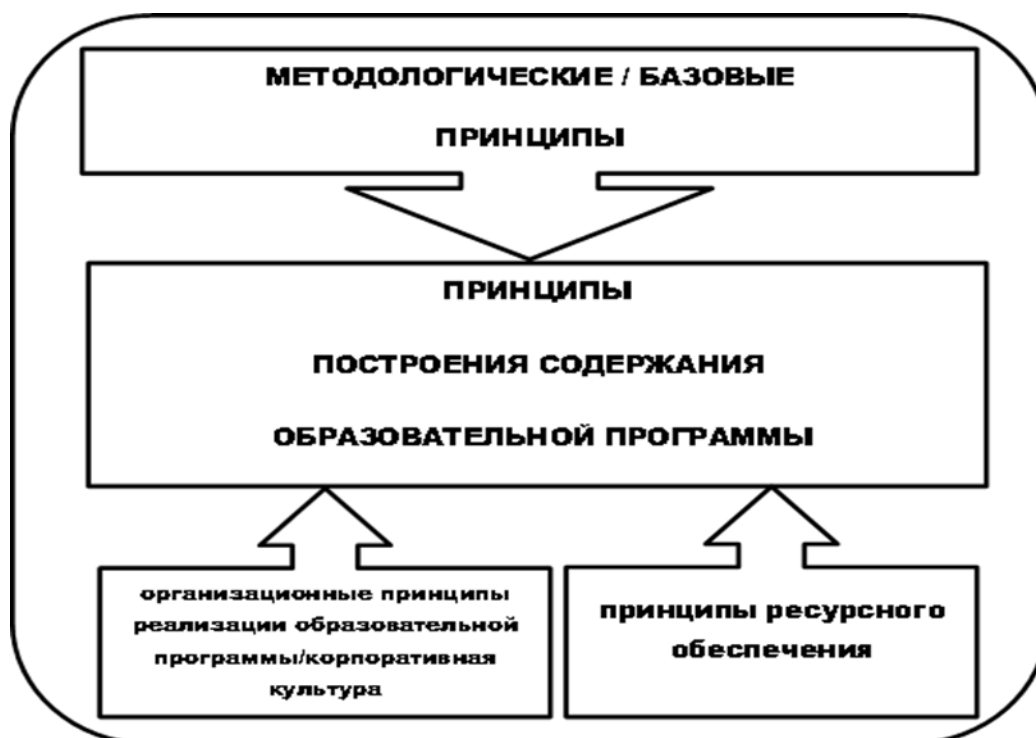 МЕТОДОЛОГИЧЕСКИЕ / БАЗОВЫЕ
ПРИНЦИПЫ
ПРИНЦИПЫ
ПОСТРОЕНИЯ СОДЕРЖАНИЯ
ОБРАЗОВАТЕЛЬНОЙ ПРОГРАММЫ
организационные принципы
реализации образовательной
программы/корпоративная
культура
принципы ресурсного
обеспечения